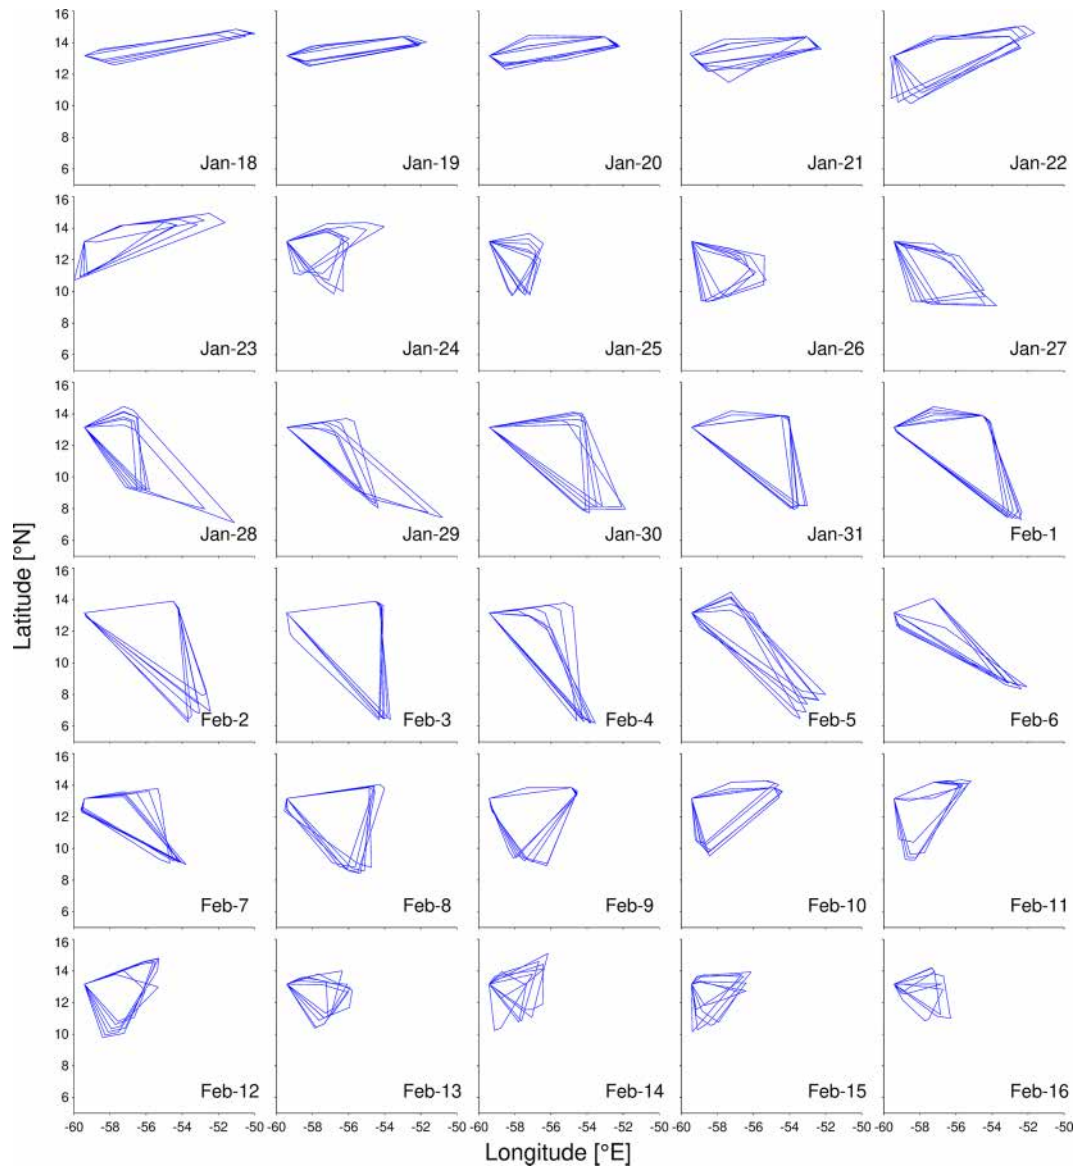 16
14
12
10
8
6
Jan-18
Jan-19
Jan-20
Jan-21
Jan-22
16
14
12
10
8
6
Jan-23
Jan-24
Jan-25
Jan-26
Jan-27
16
14
12
10
8
6
Jan-28
Jan-29
Jan-30
Jan-31
Feb-1
Latitude [°N]
16
14
12
10
8
6
Feb-2
Feb-3
Feb-4
Feb-5
Feb-6
16
14
12
10
8
6
Feb-7
Feb-8
Feb-9
Feb-10
Feb-11
16
14
12
10
8
6
Feb-12
Feb-13
Feb-14
Feb-15
Feb-16
-60 -58 -56 -54 -52 -50 -60 -58 -56 -54 -52 -50 -60 -58 -56 -54 -52 -50 -60 -58 -56 -54 -52 -50 -60 -58 -56 -54 -52 -50
Longitude [°E]